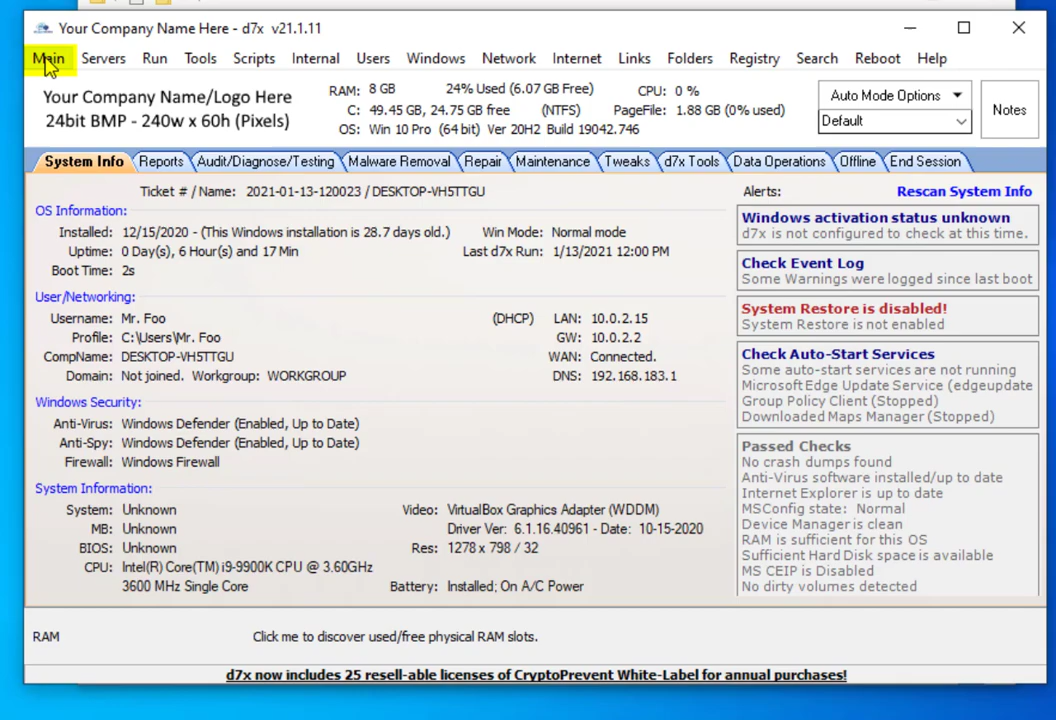 Your Company Name Here - d7x v21.1.11
Main Servers Run Tools Scripts Internal Users Windows Network Internet Links Folders Registry Search Reboot Help
Your Company Name/Logo Here
24bit BMP - 240w x 60h (Pixels)
RAM: 8 GB 24% Used (6.07 GB Free) CPU: 0 %
C: 49.45 GB, 24.75 GB free (NTFS) PageFile: 1.88 GB (0% used)
OS: Win 10 Pro (64 bit) Ver 20H2 Build 19042.746
Auto Mode Options
Default
Notes
System Info Reports Audit/Diagnose/Testing Malware Removal Repair Maintenance Tweaks d7x Tools Data Operations Offline End Session
Ticket # / Name: 2021-01-13-120023 / DESKTOP-VH5TTGU
OS Information:
Installed: 12/15/2020 - (This Windows installation is 28.7 days old.) Win Mode: Normal mode
Uptime: 0 Day(s), 6 Hour(s) and 17 Min Last d7x Run: 1/13/2021 12:00 PM
Boot Time: 2s
User/Networking:
Username: Mr. Foo (DHCP) LAN: 10.0.2.15
Profile: C:\Users\Mr. Foo GW: 10.0.2.2
CompName: DESKTOP-VH5TTGU WAN: Connected.
Domain: Not joined. Workgroup: WORKGROUP DNS: 192.168.183.1
Windows Security:
Anti-Virus: Windows Defender (Enabled, Up to Date)
Anti-Spy: Windows Defender (Enabled, Up to Date)
Firewall: Windows Firewall
System Information:
System: Unknown Video: VirtualBox Graphics Adapter (WDDM)
MB: Unknown Driver Ver: 6.1.16.40961 - Date: 10-15-2020
BIOS: Unknown Res: 1278 x 798 / 32
CPU: Intel(R) Core(TM) i9-9900K CPU @ 3.60GHz
3600 MHz Single Core Battery: Installed; On A/C Power
Alerts: Rescan System Info
Windows activation status unknown
d7x is not configured to check at this time.
Check Event Log
Some Warnings were logged since last boot
System Restore is disabled!
System Restore is not enabled
Check Auto-Start Services
Some auto-start services are not running
Microsoft Edge Update Service (edgeupdate
Group Policy Client (Stopped)
Downloaded Maps Manager (Stopped)
Passed Checks
No crash dumps found
Anti-Virus software installed/up to date
Internet Explorer is up to date
MSConfig state: Normal
Device Manager is clean
RAM is sufficient for this OS
Sufficient Hard Disk space is available
MS CEIP is Disabled
No dirty volumes detected
RAM Click me to discover used/free physical RAM slots.
d7x now includes 25 resell-able licenses of CryptoPrevent White-Label for annual purchases!